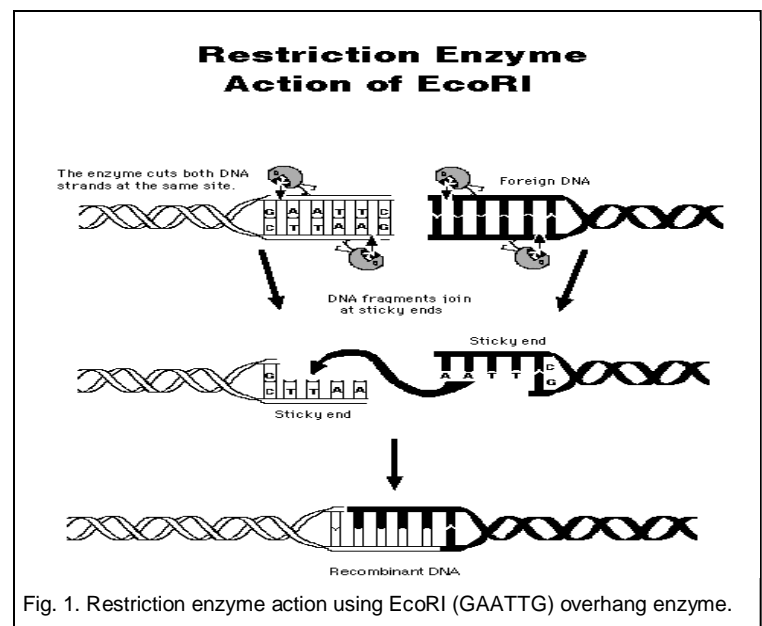 Restriction Enzyme
Action of EcoRI
The enzyme cuts both DNA
strands at the same site.
Foreign DNA
G A A T T C
C T T A A G
DNA fragments join
at sticky ends
Sticky end
G
C T T A A
A A T T C
G
Sticky end
Recombinant DNA
Fig. 1. Restriction enzyme action using EcoRI (GAATTG) overhang enzyme.